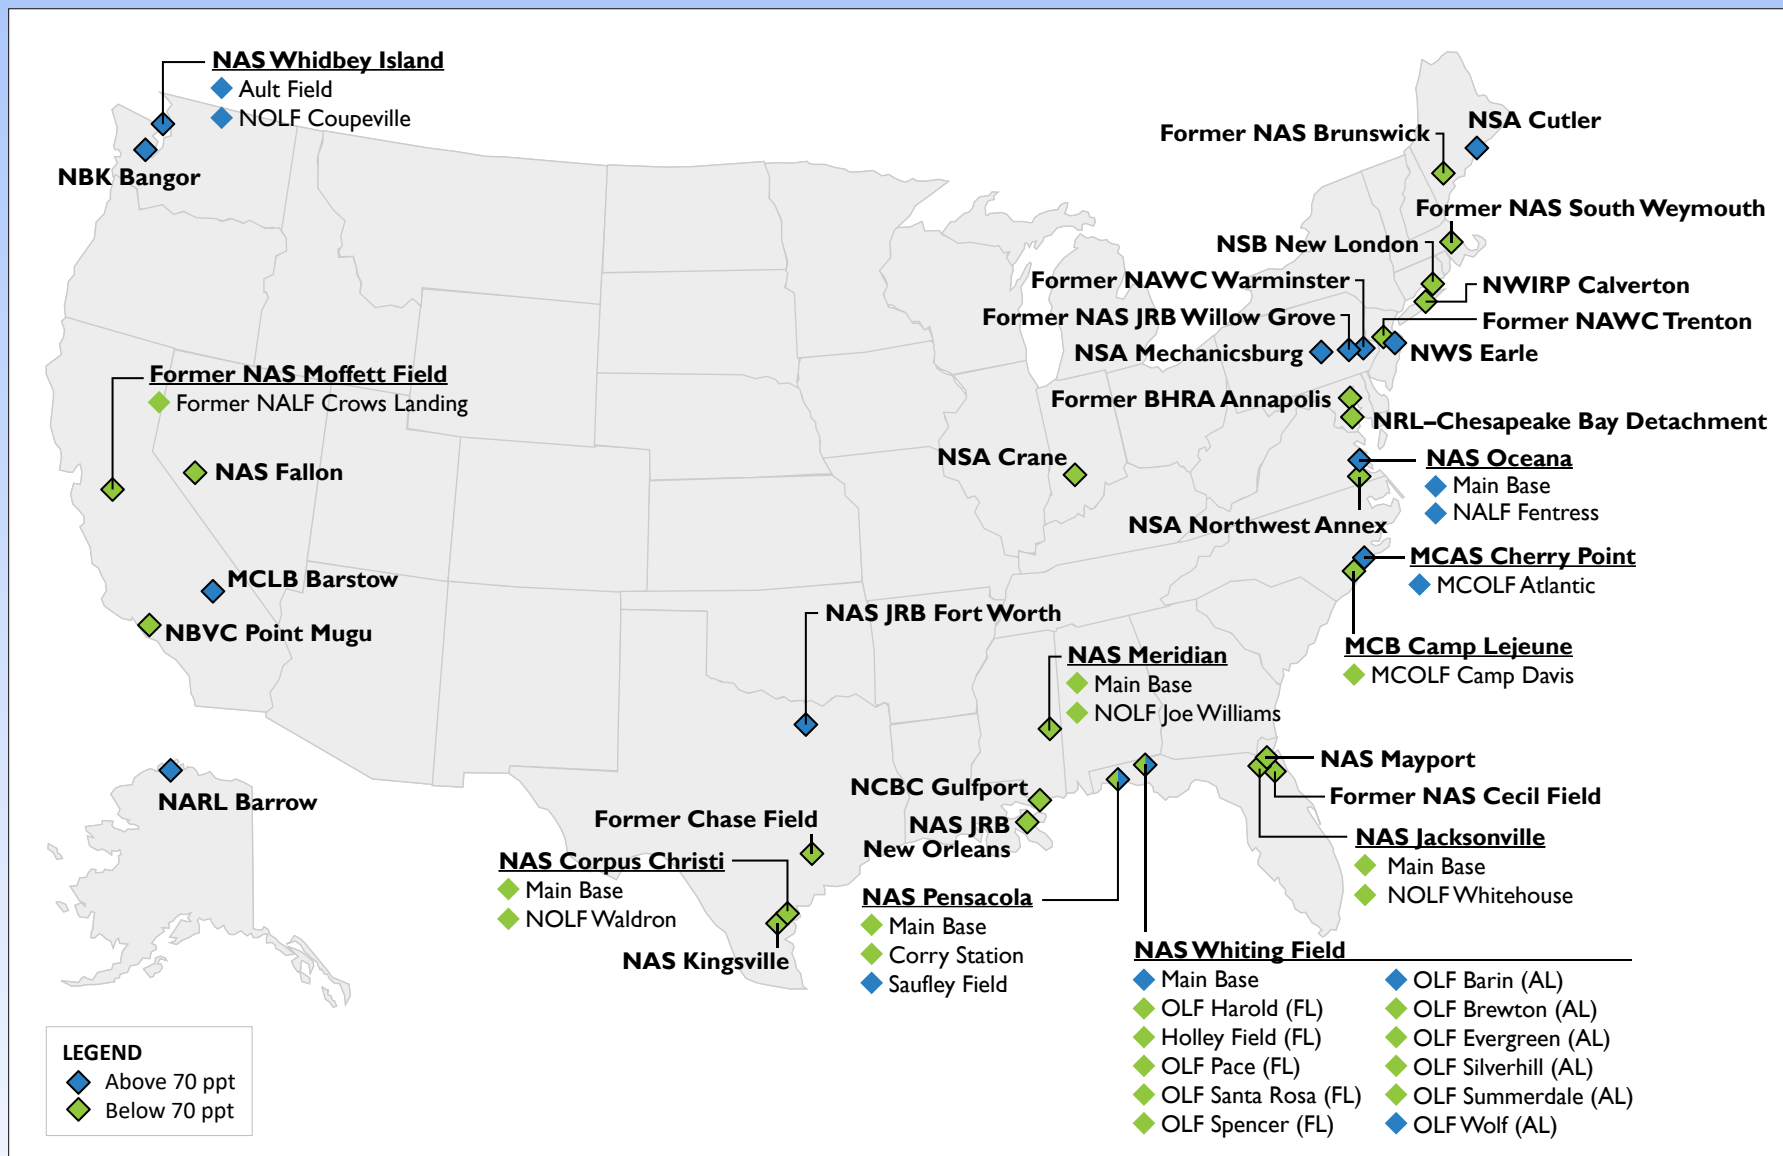 NAS Whidbey Island
Ault Field
NOLF Coupeville
NBK Bangor
Former NAS Brunswick
NSA Cutler
Former NAS South Weymouth
NSB New London
Former NAWC Warminster
NWIRP Calverton
Former NAS JRB Willow Grove
Former NAWC Trenton
NSA Mechanicsburg
NWS Earle
Former NAS Moffett Field
Former NALF Crows Landing
Former BHRA Annapolis
NRL–Chesapeake Bay Detachment
NAS Fallon
NSA Crane
NAS Oceana
Main Base
NALF Fentress
NSA Northwest Annex
MCAS Cherry Point
MCOLF Atlantic
MCLB Barstow
NBVC Point Mugu
NAS JRB Fort Worth
MCB Camp Lejeune
MCOLF Camp Davis
NAS Meridian
Main Base
NOLF Joe Williams
NARL Barrow
NAS Mayport
Former NAS Cecil Field
NCBC Gulfport
NAS JRB
New Orleans
Former Chase Field
NAS Corpus Christi
Main Base
NOLF Waldron
NAS Kingsville
NAS Jacksonville
Main Base
NOLF Whitehouse
NAS Pensacola
Main Base
Corry Station
Saufley Field
NAS Whiting Field
Main Base
OLF Harold (FL)
Holley Field (FL)
OLF Pace (FL)
OLF Santa Rosa (FL)
OLF Spencer (FL)
OLF Barin (AL)
OLF Brewton (AL)
OLF Evergreen (AL)
OLF Silverhill (AL)
OLF Summerdale (AL)
OLF Wolf (AL)
LEGEND
Above 70 ppt
Below 70 ppt